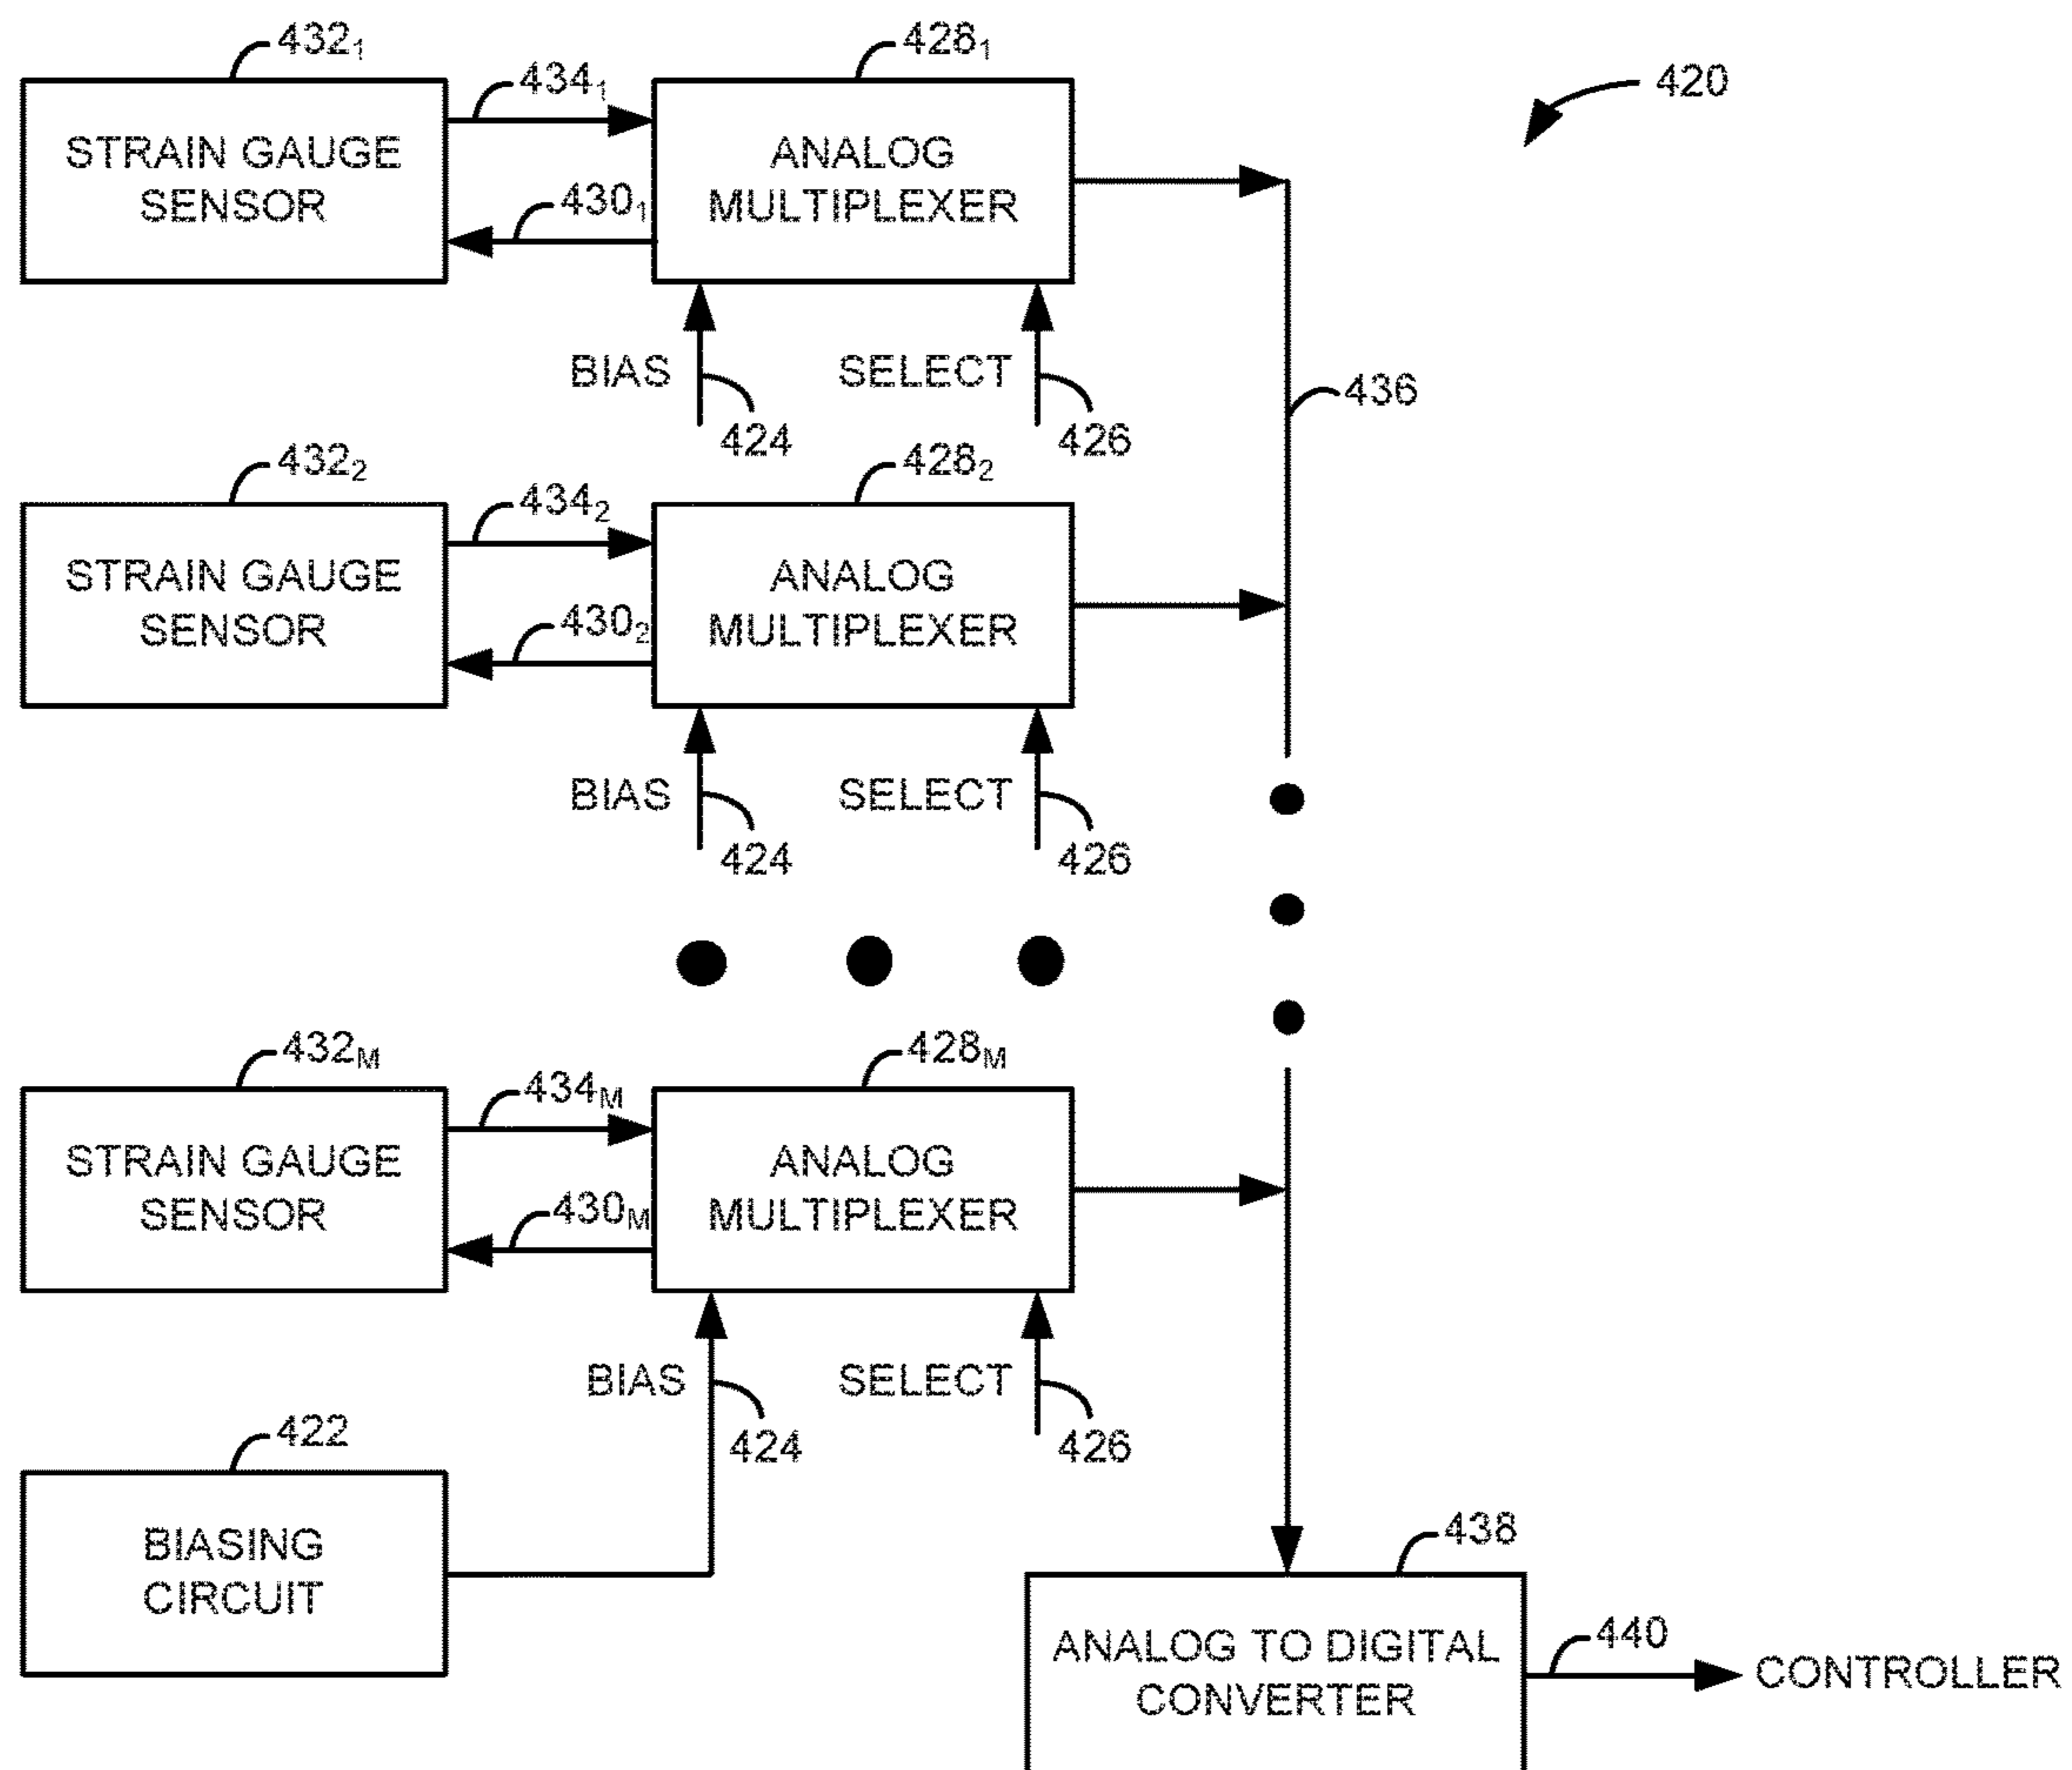 432₁
434₁
428₁
420
STRAIN GAUGE
SENSOR
430₁
ANALOG
MULTIPLEXER
BIAS
424
SELECT
426
436
432₂
434₂
428₂
STRAIN GAUGE
SENSOR
430₂
ANALOG
MULTIPLEXER
BIAS
424
SELECT
426
432ₘ
434ₘ
428ₘ
STRAIN GAUGE
SENSOR
430ₘ
ANALOG
MULTIPLEXER
BIAS
424
SELECT
426
422
BIASING
CIRCUIT
438
ANALOG TO DIGITAL
CONVERTER
440
CONTROLLER